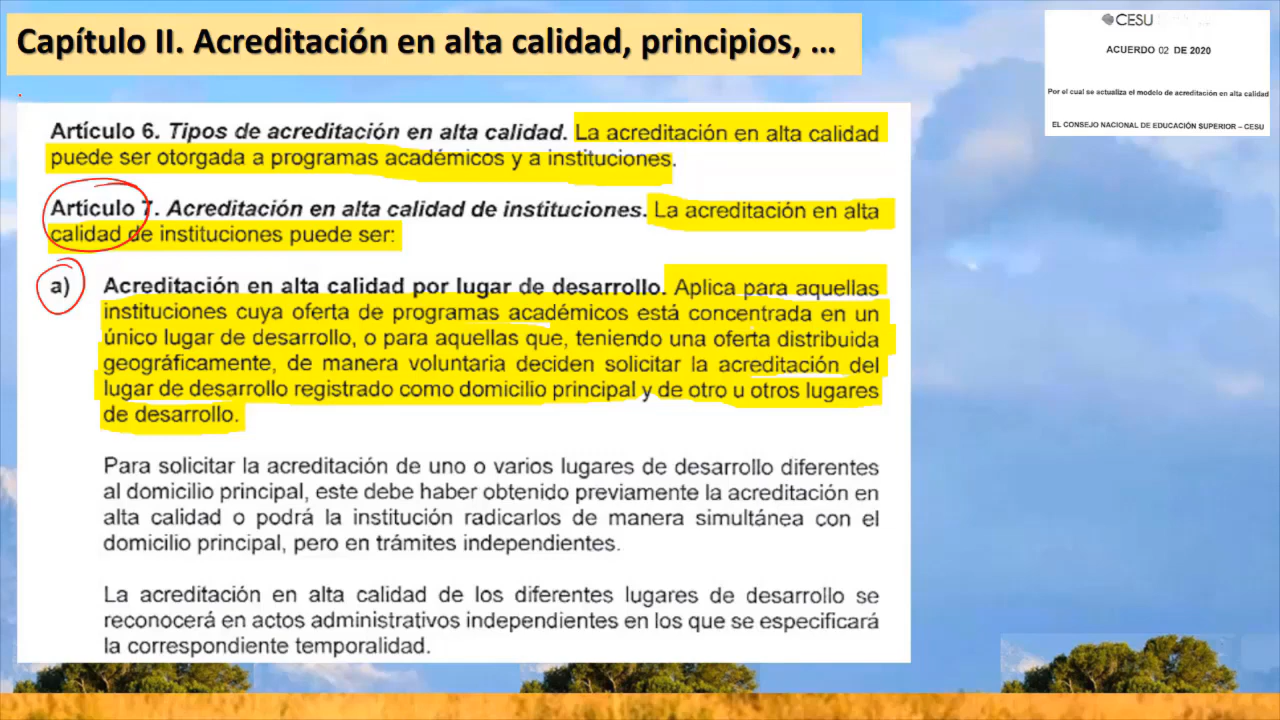 Capítulo II. Acreditación en alta calidad, principios, ...
CESU
ACUERDO 02 DE 2020
Por el cual se actualiza el modelo de acreditación en alta calidad
EL CONSEJO NACIONAL DE EDUCACIÓN SUPERIOR – CESU
Artículo 6. Tipos de acreditación en alta calidad. La acreditación en alta calidad
puede ser otorgada a programas académicos y a instituciones.
Artículo 7. Acreditación en alta calidad de instituciones. La acreditación en alta
calidad de instituciones puede ser:
a) Acreditación en alta calidad por lugar de desarrollo. Aplica para aquellas
instituciones cuya oferta de programas académicos está concentrada en un
único lugar de desarrollo, o para aquellas que, teniendo una oferta distribuida
geográficamente, de manera voluntaria deciden solicitar la acreditación del
lugar de desarrollo registrado como domicilio principal y de otro u otros lugares
de desarrollo.
Para solicitar la acreditación de uno o varios lugares de desarrollo diferentes
al domicilio principal, este debe haber obtenido previamente la acreditación en
alta calidad o podrá la institución radicarlos de manera simultánea con el
domicilio principal, pero en trámites independientes.
La acreditación en alta calidad de los diferentes lugares de desarrollo se
reconocerá en actos administrativos independientes en los que se especificará
la correspondiente temporalidad.